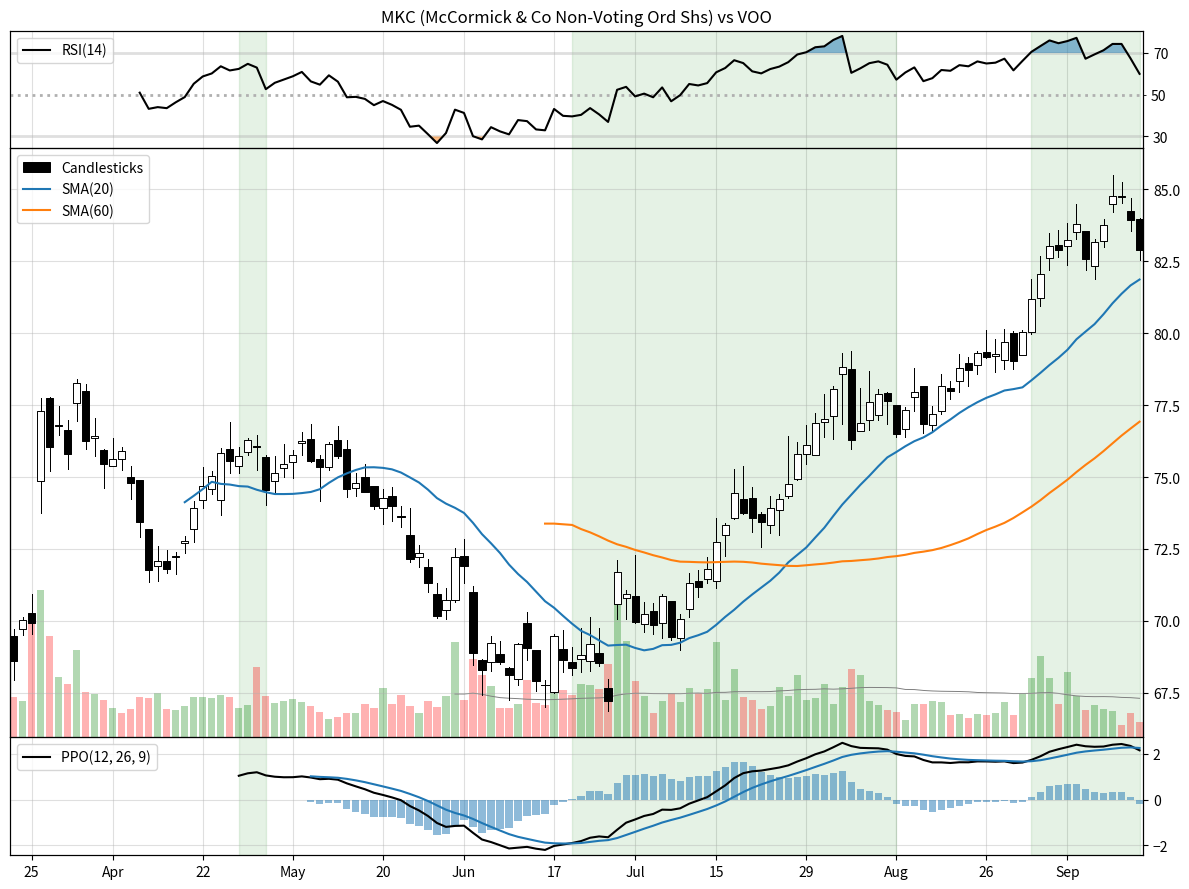 MKC (McCormick & Co Non-Voting Ord Shs) vs VOO
RSI(14)
70
50
30
Candlesticks
SMA(20)
SMA(60)
85.0
82.5
80.0
77.5
75.0
72.5
70.0
67.5
PPO(12, 26, 9)
2
0
−2
25 Apr 22 May 20 Jun 17 Jul 15 29 Aug 26 Sep